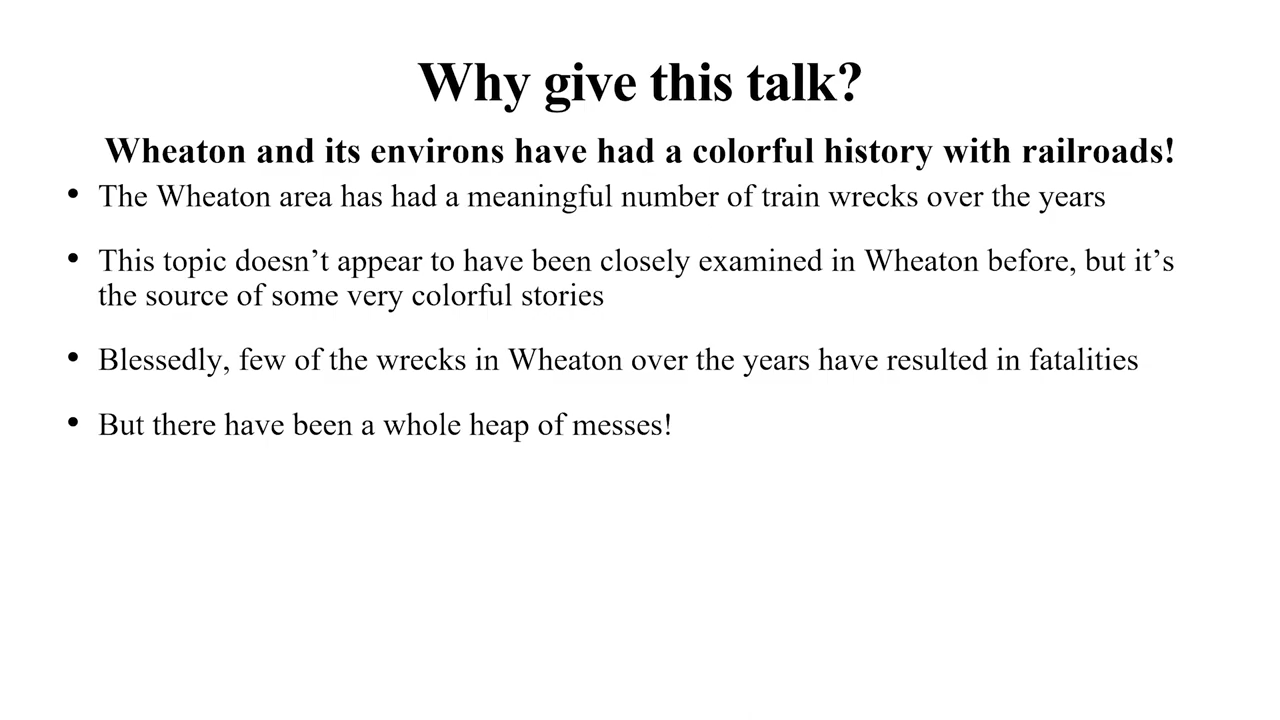 Why give this talk?
Wheaton and its environs have had a colorful history with railroads!
• The Wheaton area has had a meaningful number of train wrecks over the years
• This topic doesn’t appear to have been closely examined in Wheaton before, but it’s
the source of some very colorful stories
• Blessedly, few of the wrecks in Wheaton over the years have resulted in fatalities
• But there have been a whole heap of messes!